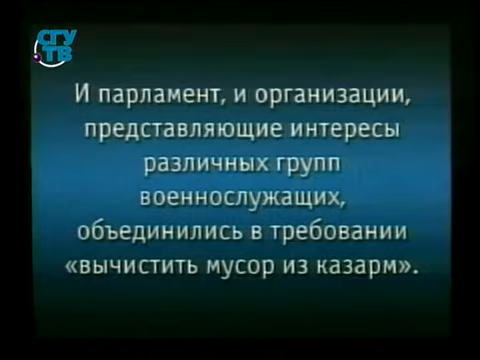 СГУ
ТВ
И парламент, и организации,
представляющие интересы
различных групп
военнослужащих,
объединились в требовании
«вычистить мусор из казарм».